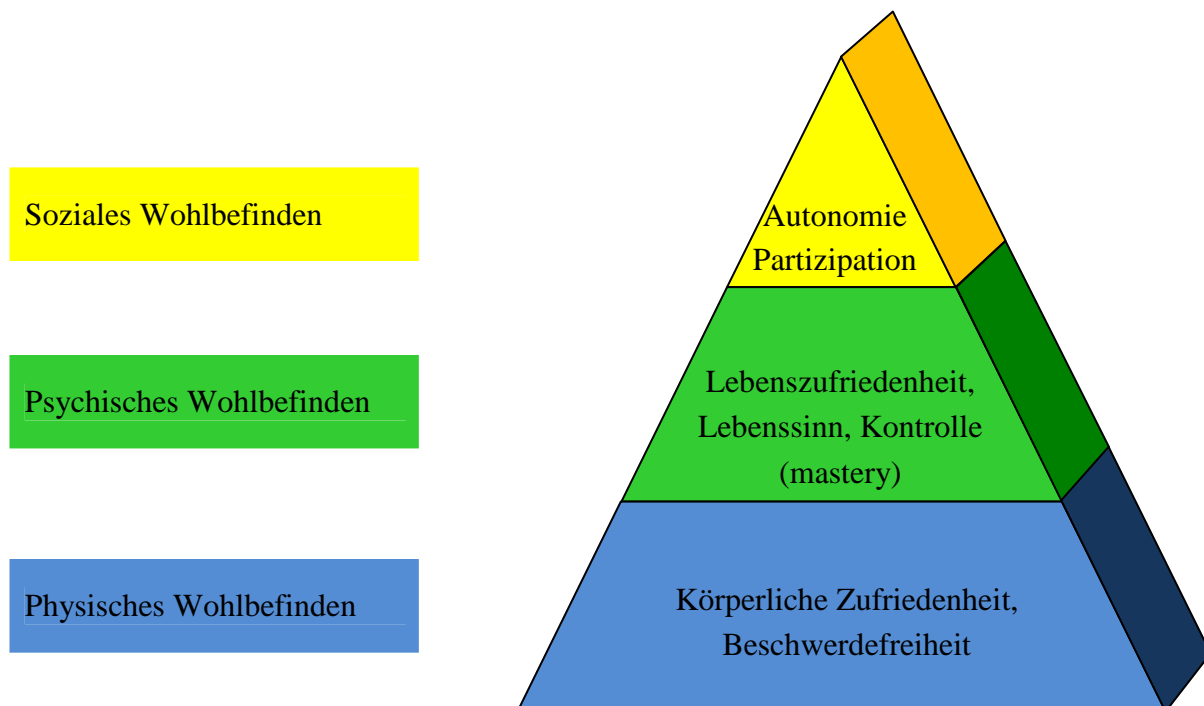 Soziales Wohlbefinden
Autonomie
Partizipation
Psychisches Wohlbefinden
Lebenszufriedenheit,
Lebenssinn, Kontrolle
(mastery)
Physisches Wohlbefinden
Körperliche Zufriedenheit,
Beschwerdefreiheit